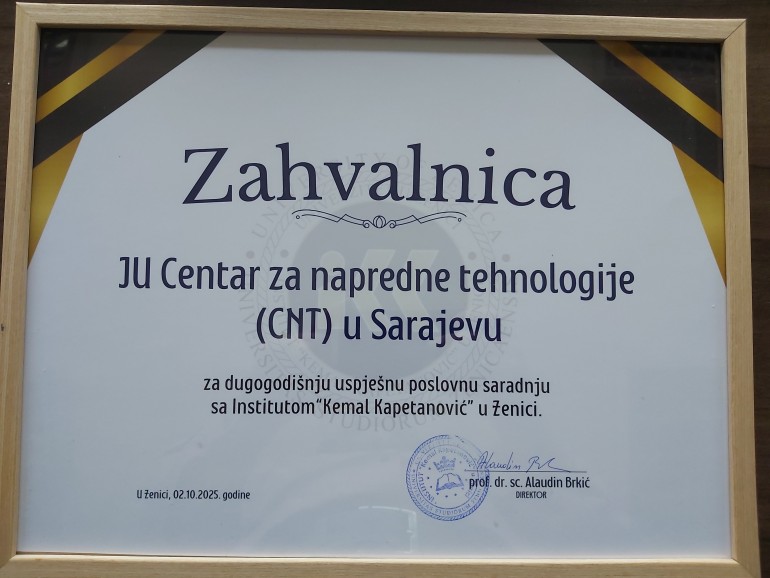 Zahvalnica
JU Centar za napredne tehnologije
(CNT) u Sarajevu
za dugogodišnju uspješnu poslovnu saradnju
sa Institutom“Kemal Kapetanović” u Zenici.
U Zenici, 02.10.2025. godine
prof. dr. sc. Alaudin Brkić
DIREKTOR